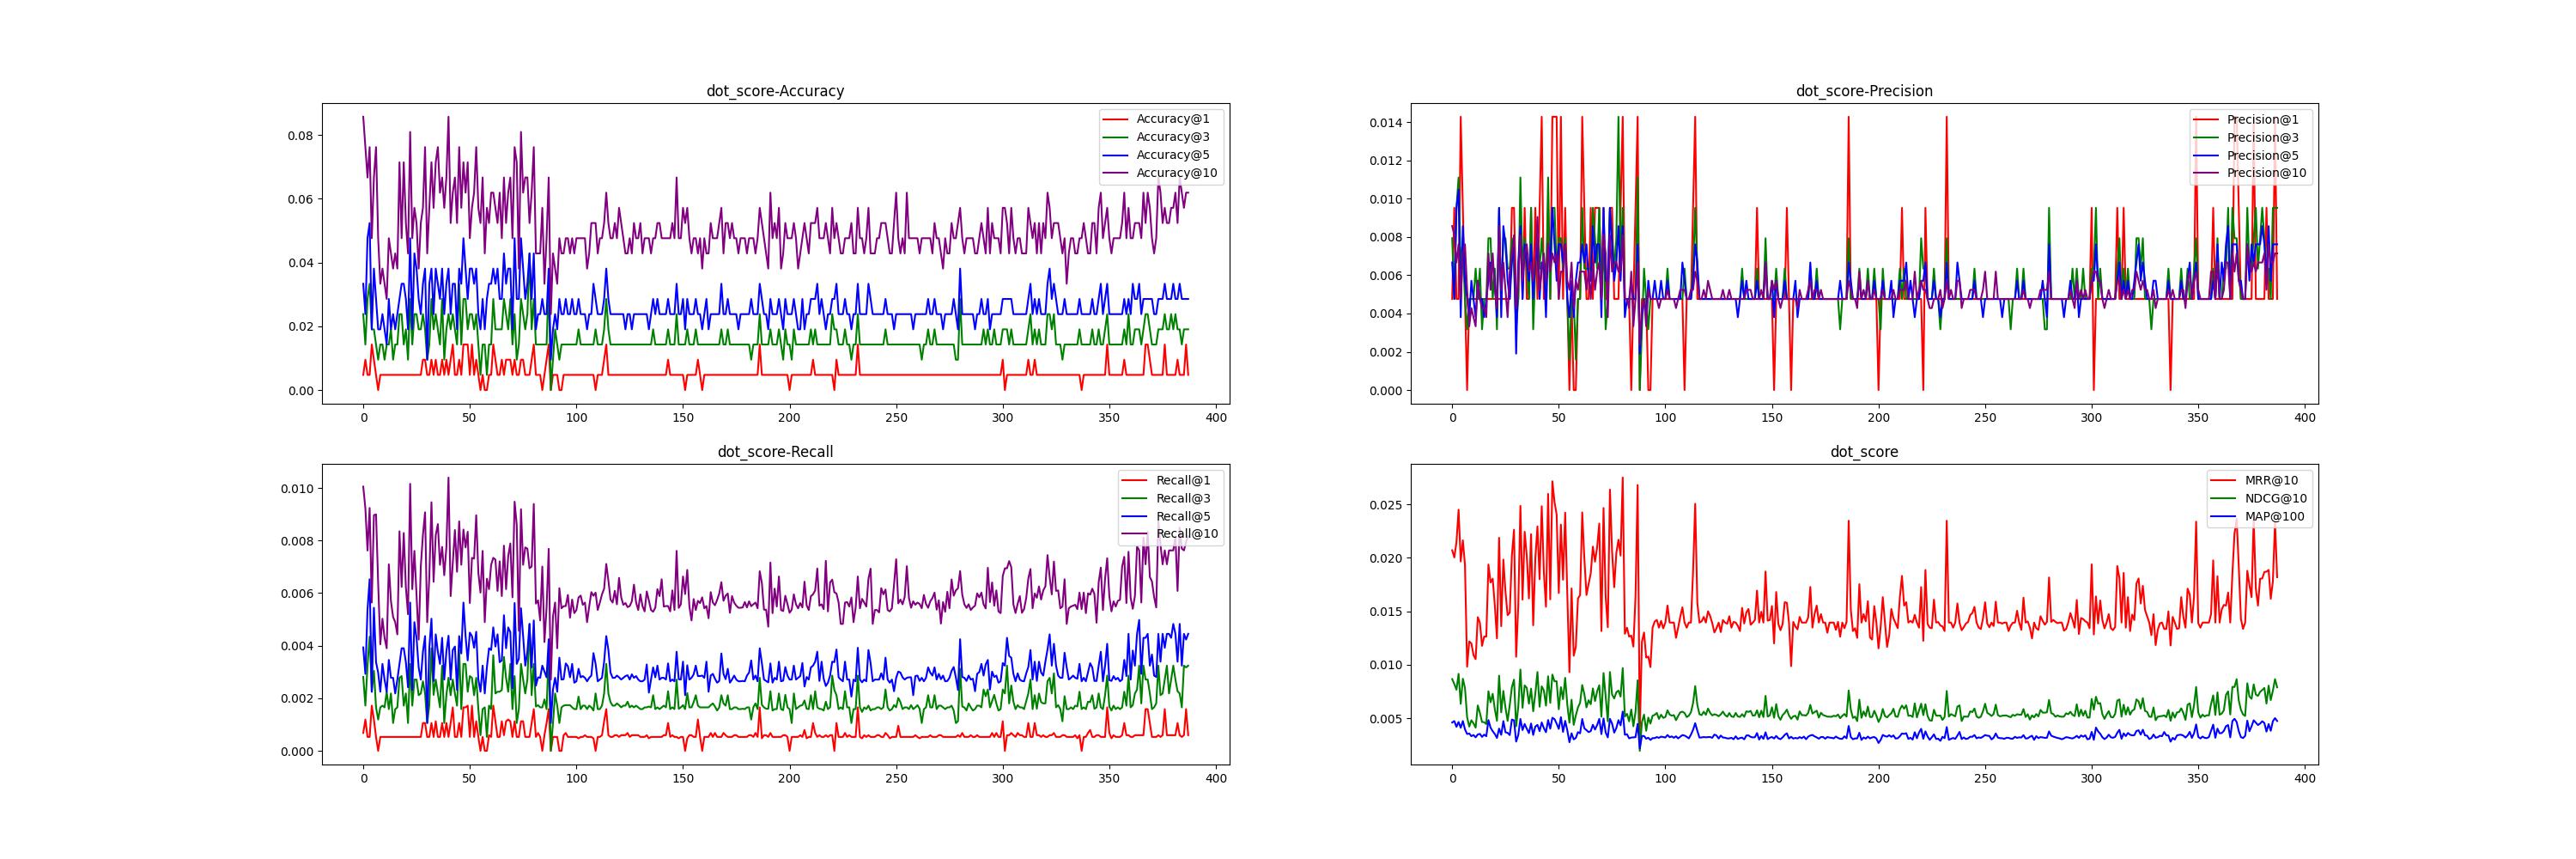 dot_score-Accuracy
0.08
0.06
0.04
0.02
0.00
0 50 100 150 200 250 300 350 400
Accuracy@1
Accuracy@3
Accuracy@5
Accuracy@10
dot_score-Precision
0.014
0.012
0.010
0.008
0.006
0.004
0.002
0.000
0 50 100 150 200 250 300 350 400
Precision@1
Precision@3
Precision@5
Precision@10
dot_score-Recall
0.010
0.008
0.006
0.004
0.002
0.000
0 50 100 150 200 250 300 350 400
Recall@1
Recall@3
Recall@5
Recall@10
dot_score
0.025
0.020
0.015
0.010
0.005
0 50 100 150 200 250 300 350 400
MRR@10
NDCG@10
MAP@100